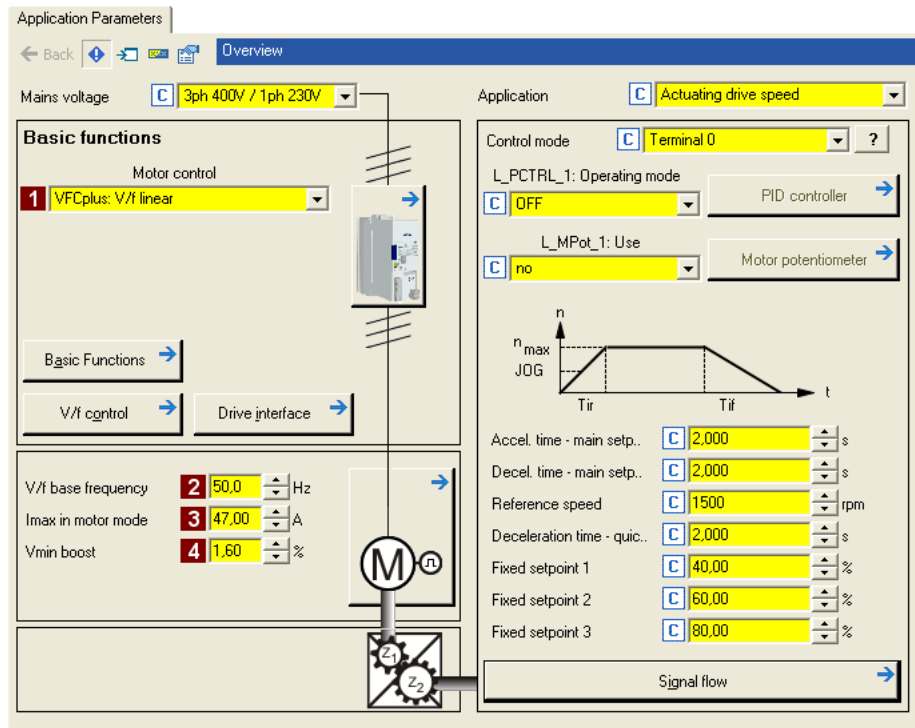 Application Parameters
Back
Overview
Mains voltage C 3ph 400V / 1ph 230V
Application C Actuating drive speed
Basic functions
Motor control
1 VFCplus: V/f linear
Basic Functions
V/f control Drive interface
V/f base frequency 2 50,0 Hz
Imax in motor mode 3 47,00 A
Vmin boost 4 1,60 %
M
Z1
Z2
Control mode C Terminal 0 ?
L_PCTRL_1: Operating mode
C OFF PID controller
L_MPot_1: Use
C no Motor potentiometer
n
n max
JOG
t
Tir Tif
Accel. time - main setp.. C 2,000 s
Decel. time - main setp.. C 2,000 s
Reference speed C 1500 rpm
Deceleration time - quic.. C 2,000 s
Fixed setpoint 1 C 40,00 %
Fixed setpoint 2 C 60,00 %
Fixed setpoint 3 C 80,00 %
Signal flow